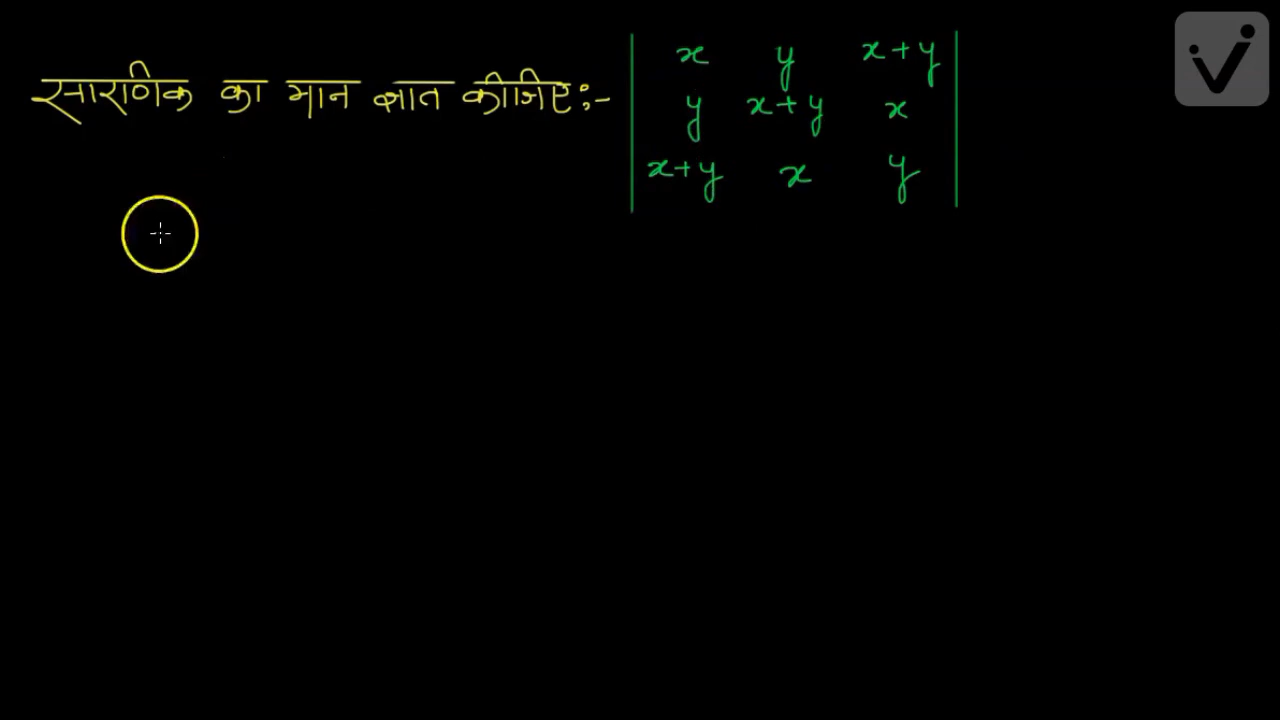 सारणिक का मान ज्ञात कीजिए:-
| x y x+y |
| y x+y x |
| x+y x y |